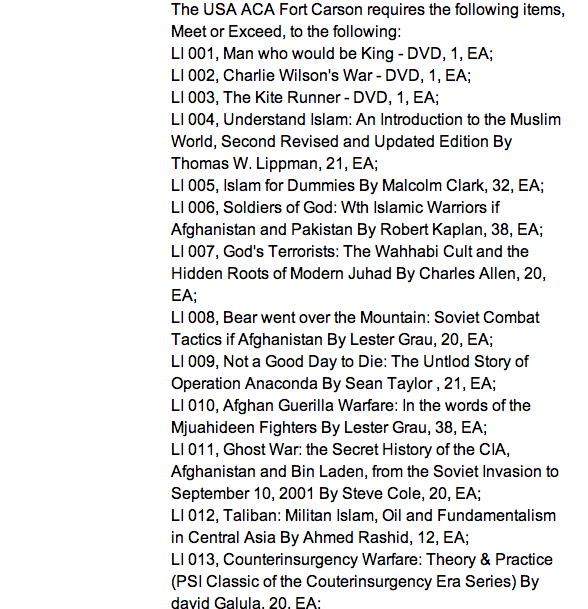 The USA ACA Fort Carson requires the following items,
Meet or Exceed, to the following:
LI 001, Man who would be King - DVD, 1, EA;
LI 002, Charlie Wilson's War - DVD, 1, EA;
LI 003, The Kite Runner - DVD, 1, EA;
LI 004, Understand Islam: An Introduction to the Muslim
World, Second Revised and Updated Edition By
Thomas W. Lippman, 21, EA;
LI 005, Islam for Dummies By Malcolm Clark, 32, EA;
LI 006, Soldiers of God: Wth Islamic Warriors if
Afghanistan and Pakistan By Robert Kaplan, 38, EA;
LI 007, God's Terrorists: The Wahhabi Cult and the
Hidden Roots of Modern Juhad By Charles Allen, 20,
EA;
LI 008, Bear went over the Mountain: Soviet Combat
Tactics if Afghanistan By Lester Grau, 20, EA;
LI 009, Not a Good Day to Die: The Untlod Story of
Operation Anaconda By Sean Taylor , 21, EA;
LI 010, Afghan Guerilla Warfare: In the words of the
Mjuahideen Fighters By Lester Grau, 38, EA;
LI 011, Ghost War: the Secret History of the CIA,
Afghanistan and Bin Laden, from the Soviet Invasion to
September 10, 2001 By Steve Cole, 20, EA;
LI 012, Taliban: Militan Islam, Oil and Fundamentalism
in Central Asia By Ahmed Rashid, 12, EA;
LI 013, Counterinsurgency Warfare: Theory & Practice
(PSI Classic of the Couterinsurgency Era Series) By
david Galula, 20, EA;